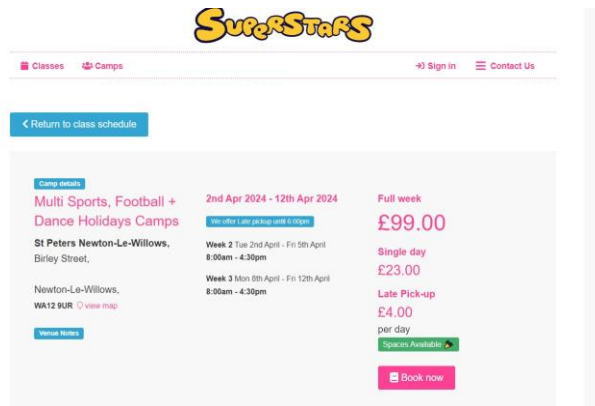 SUPERSTARS
Classes
Camps
Sign in
Contact Us
Return to class schedule
Camp details
Multi Sports, Football +
Dance Holidays Camps
St Peters Newton-Le-Willows,
Birley Street,
Newton-Le-Willows,
WA12 9UR view map
Venue Notes
2nd Apr 2024 - 12th Apr 2024
We offer Late pickup until 6:00pm
Week 2 Tue 2nd April - Fri 5th April
8:00am - 4:30pm
Week 3 Mon 8th April - Fri 12th April
8:00am - 4:30pm
Full week
£99.00
Single day
£23.00
Late Pick-up
£4.00
per day
Spaces Available
Book now